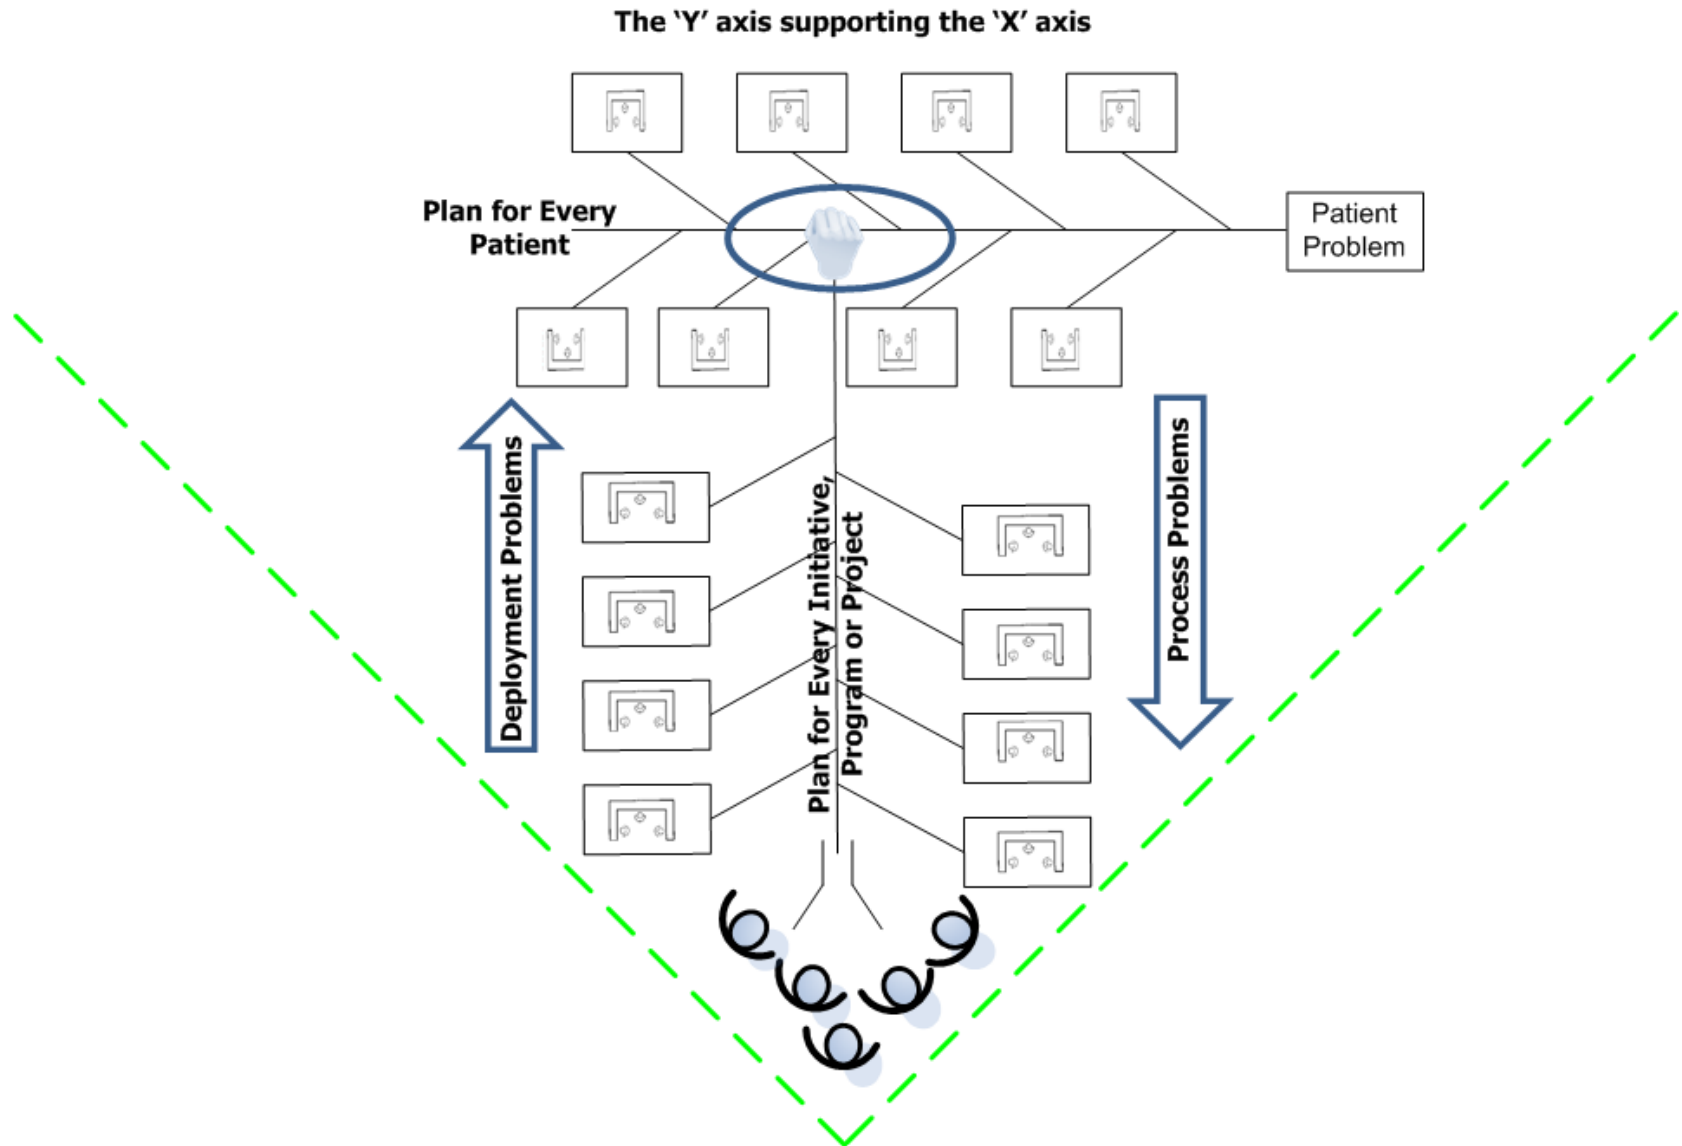 The ‘Y’ axis supporting the ‘X’ axis
Plan for Every
Patient
Patient
Problem
Deployment Problems
Plan for Every Initiative,
Program or Project
Process Problems